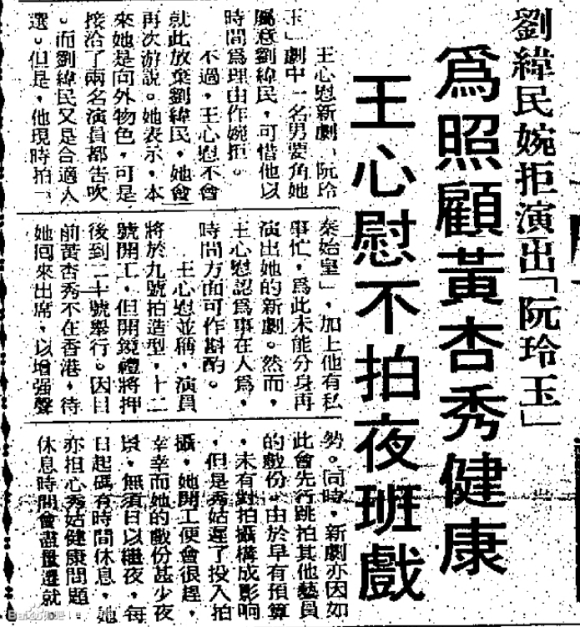 劉緯民婉拒演出「阮玲玉」
為照顧黃杏秀健康
王心慰不拍夜班戲
王心慰新劇「阮玲
玉」劇中一名男要角她
屬意劉緯民,可惜他以
時間為理由作婉拒。
不過,王心慰不會
就此放棄劉緯民,她會
再次游說。她表示,本
來她是向外物色,可是
接洽了兩名演員都告吹
。而劉緯民又是合適人
選。但是,他現時拍「
秦始皇」,加上他有私
事忙,為此未能分身再
演出她的新劇。然而,
王心慰認為事在人為,
時間方面可作斟酌。
王心慰並稱,演員
將於九號拍造型,十二
號開工,但開鏡禮將押
後到二十號舉行。因目
前黃杏秀不在香港,待
她囘來出席,以增强聲
勢。同時,新劇亦因如
此會先行跳拍其他藝員
的戲份。由於早有預算
,未有對拍攝構成影响
,但是秀姑遲了投入拍
攝,她開工便會很趕,
幸幸而她的戲份甚少夜
景,無須日以繼夜,每
日起碼有時間休息,她
亦担心秀姑健康問題,
休息時間會盡量遷就